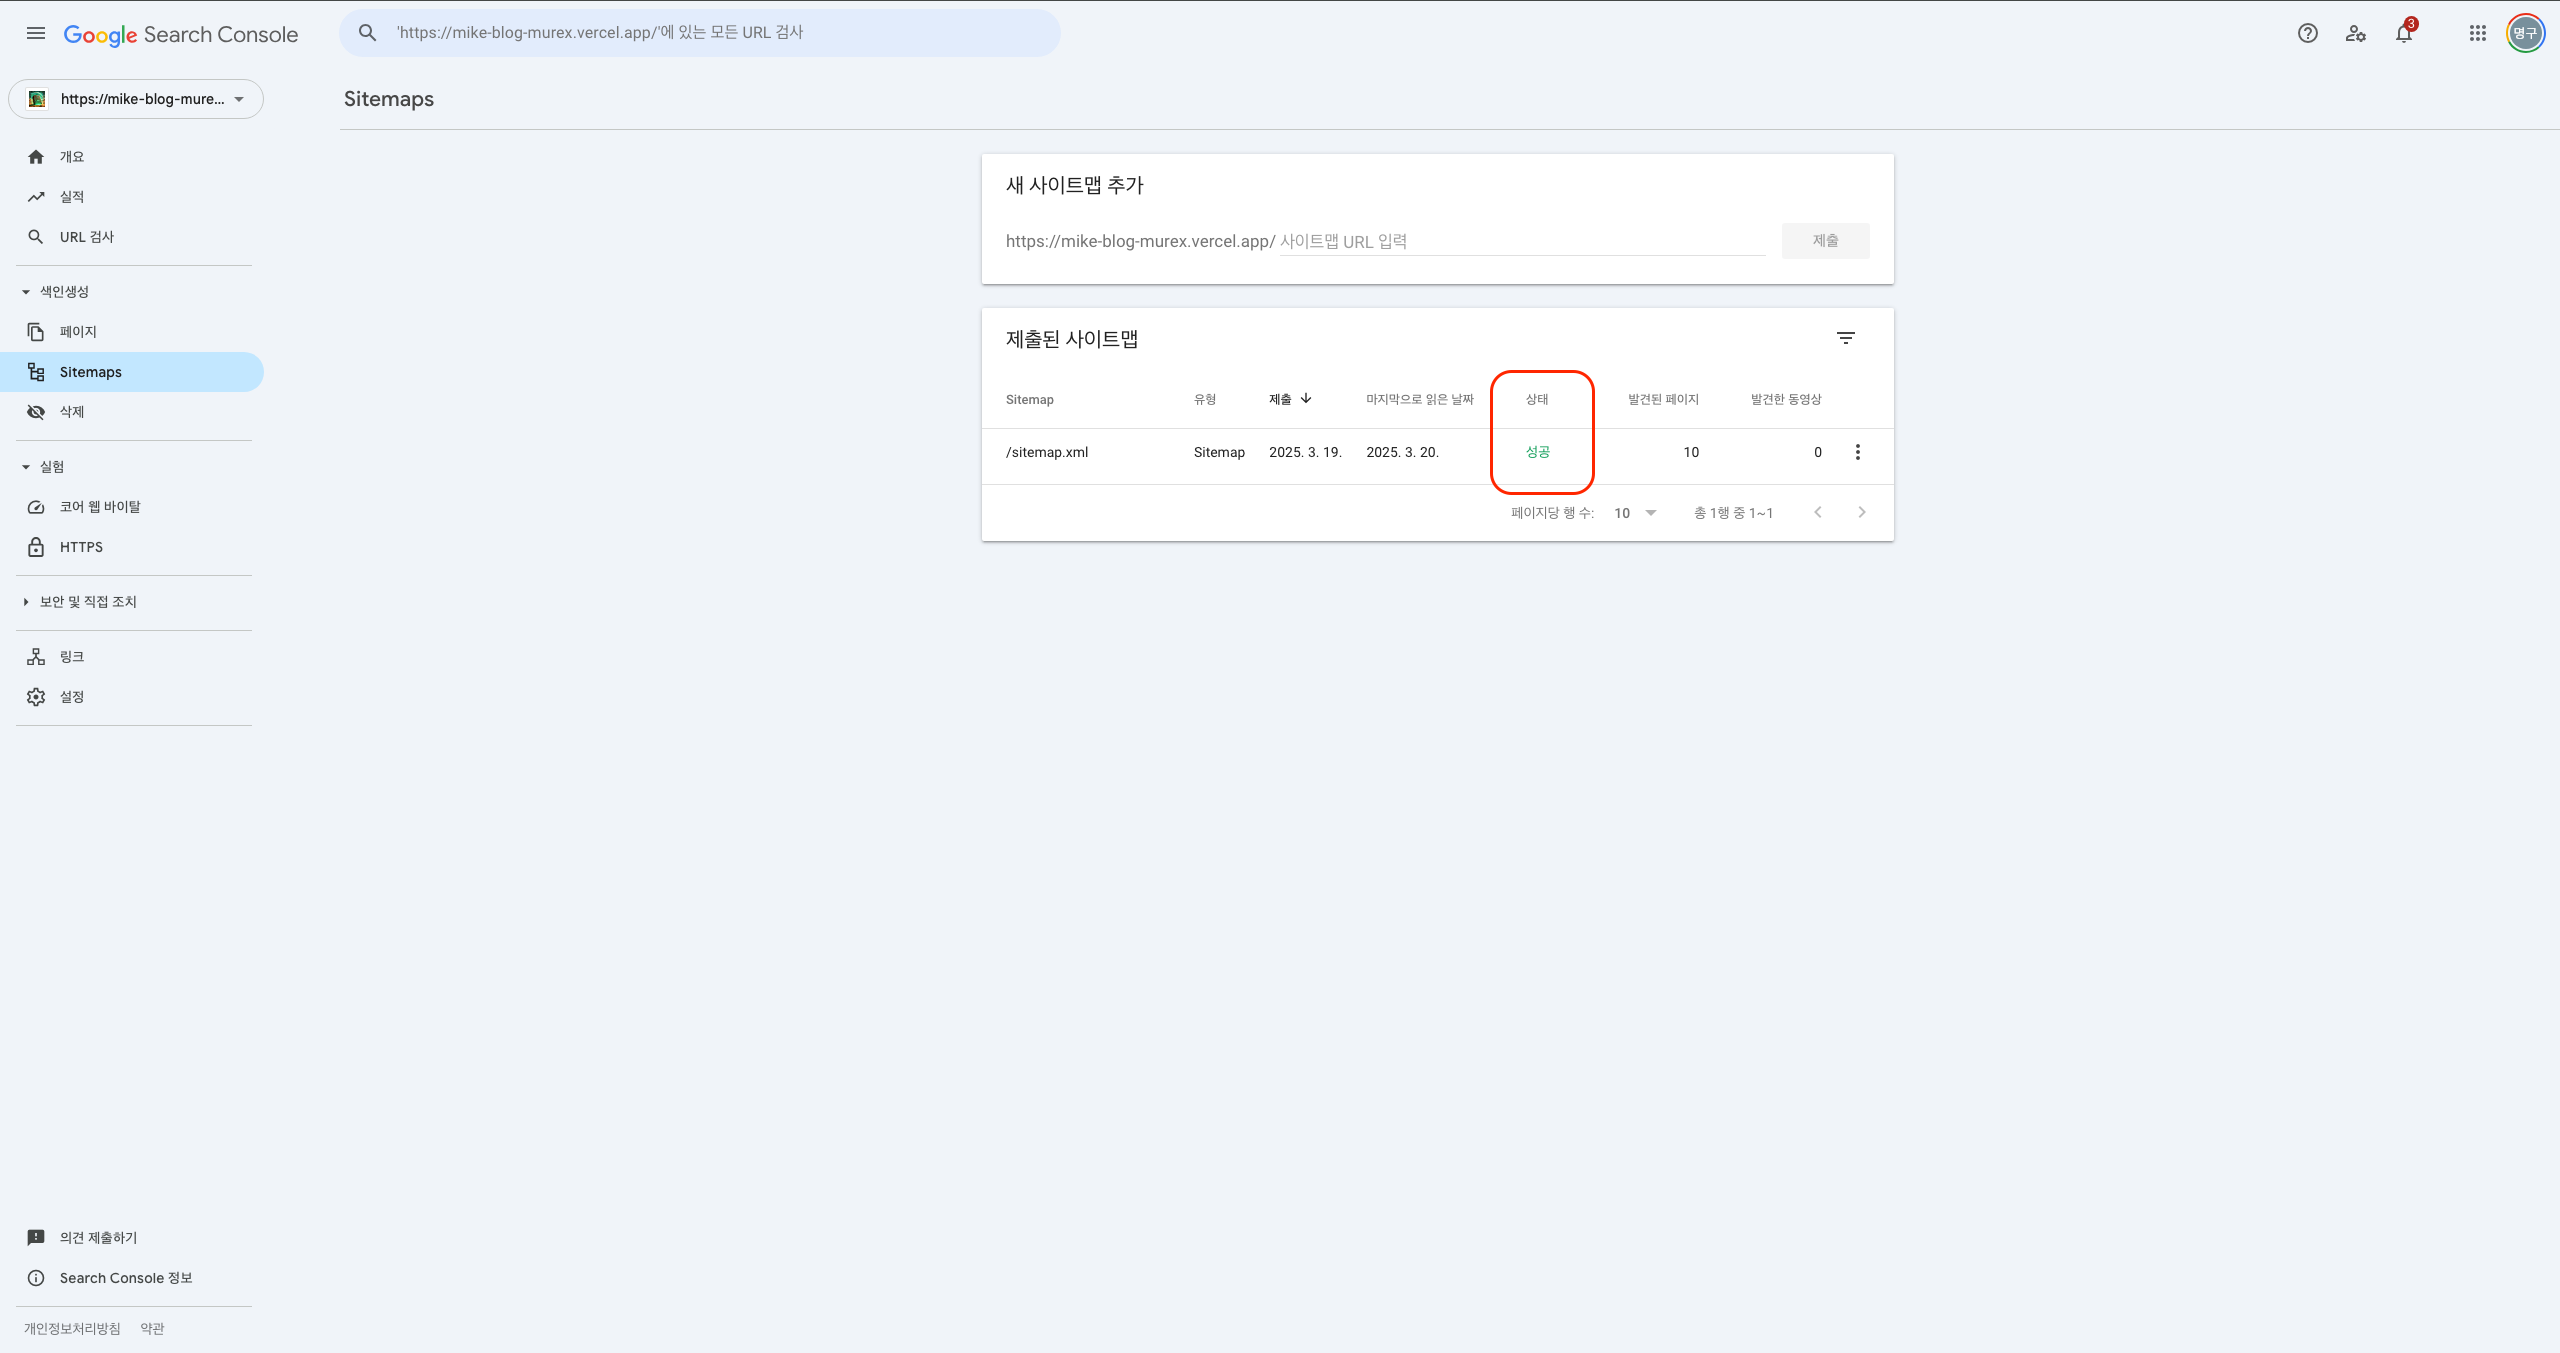 Google Search Console
'https://mike-blog-murex.vercel.app/'에 있는 모든 URL 검사
3
명구
https://mike-blog-mure...
Sitemaps
개요
실적
URL 검사
색인생성
페이지
Sitemaps
삭제
실험
코어 웹 바이탈
HTTPS
보안 및 직접 조치
링크
설정
새 사이트맵 추가
https://mike-blog-murex.vercel.app/ 사이트맵 URL 입력 제출
제출된 사이트맵
Sitemap 유형 제출 마지막으로 읽은 날짜 상태 발견된 페이지 발견한 동영상
/sitemap.xml Sitemap 2025. 3. 19. 2025. 3. 20. 성공 10 0
페이지당 행 수: 10 총 1행 중 1~1
의견 제출하기
Search Console 정보
개인정보처리방침 약관